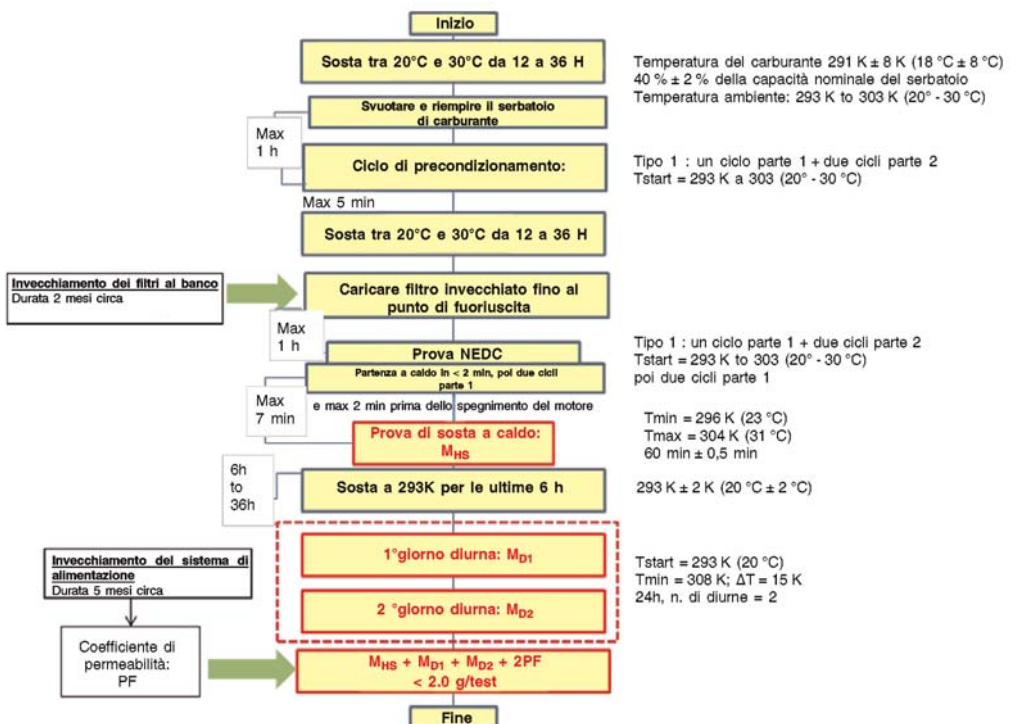 Inizio
Sosta tra 20°C e 30°C da 12 a 36 H
Temperatura del carburante 291 K ± 8 K (18 °C ± 8 °C)
40 % ± 2 % della capacità nominale del serbatoio
Temperatura ambiente: 293 K to 303 K (20° - 30 °C)
Svuotare e riempire il serbatoio
di carburante
Max
1 h
Ciclo di precondizionamento:
Tipo 1 : un ciclo parte 1 + due cicli parte 2
Tstart = 293 K a 303 (20° - 30 °C)
Max 5 min
Sosta tra 20°C e 30°C da 12 a 36 H
Invecchiamento dei filtri al banco
Durata 2 mesi circa
Caricare filtro invecchiato fino al
punto di fuoriuscita
Max
1 h
Prova NEDC
Partenza a caldo in < 2 min, poi due cicli
parte 1
Tipo 1 : un ciclo parte 1 + due cicli parte 2
Tstart = 293 K to 303 (20° - 30°C)
poi due cicli parte 1
Max
7 min
e max 2 min prima dello spegnimento del motore
Prova di sosta a caldo:
MHS
Tmin = 296 K (23 °C)
Tmax = 304 K (31 °C)
60 min ± 0,5 min
6h
to
36h
Sosta a 293K per le ultime 6 h
293 K ± 2 K (20 °C ± 2 °C)
1°giorno diurna: MD1
Tstart = 293 K (20 °C)
Tmin = 308 K; ΔT = 15 K
24h, n. di diurne = 2
2 °giorno diurna: MD2
Invecchiamento del sistema di
alimentazione
Durata 5 mesi circa
Coefficiente di
permeabilità:
PF
MHS + MD1 + MD2 + 2PF
< 2.0 g/test
Fine